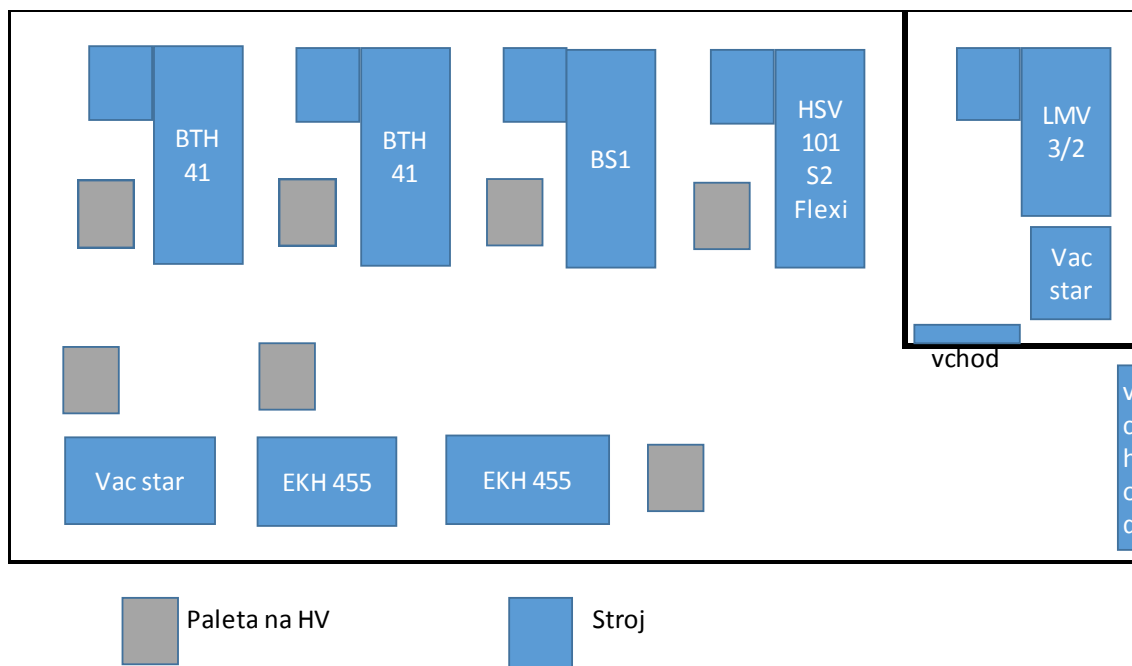 BTH
41
BTH
41
BS1
HSV
101
S2
Flexi
LMV
3/2
Vac
star
vchod
v
c
h
o
d
Vac star
EKH 455
EKH 455
Paleta na HV
Stroj